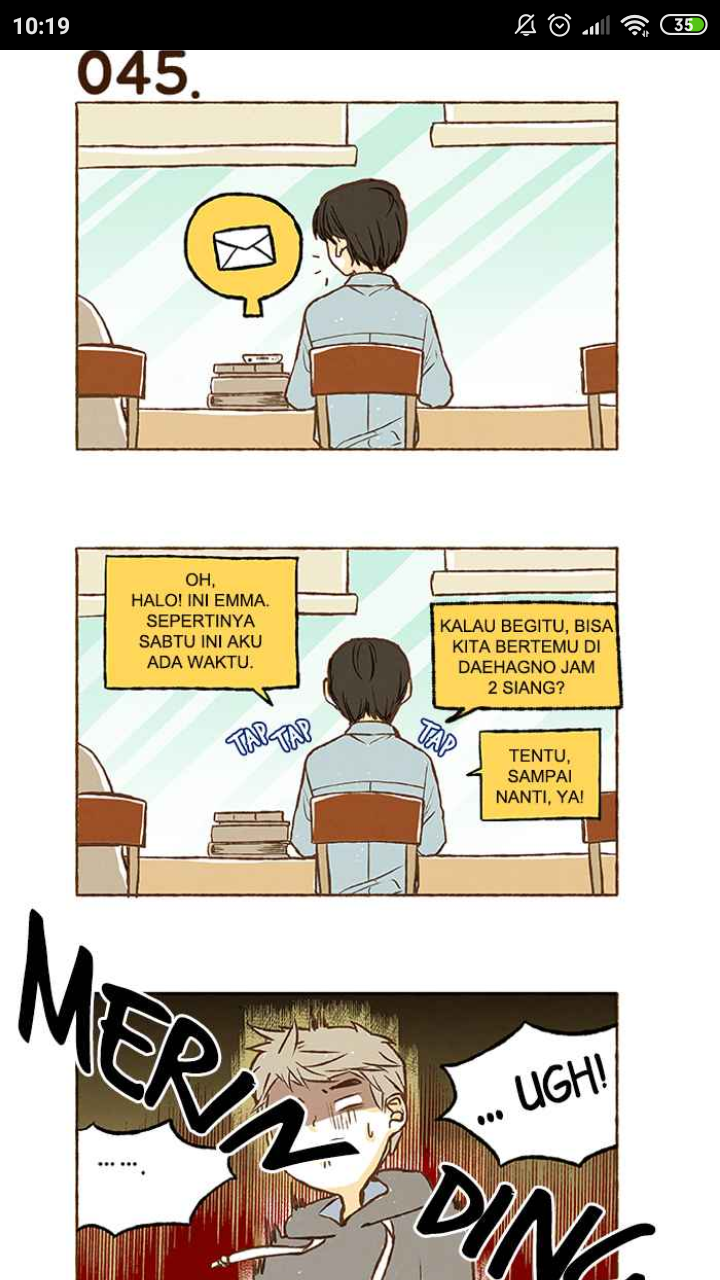 10:19
35
045.
OH,
HALO! INI EMMA.
SEPERTINYA
SABTU INI AKU
ADA WAKTU.
KALAU BEGITU, BISA
KITA BERTEMU DI
DAEHAGNO JAM
2 SIANG?
TAP TAP
TAP
TENTU,
SAMPAI
NANTI, YA!
MERIN
... UGH!
... ... .
DING